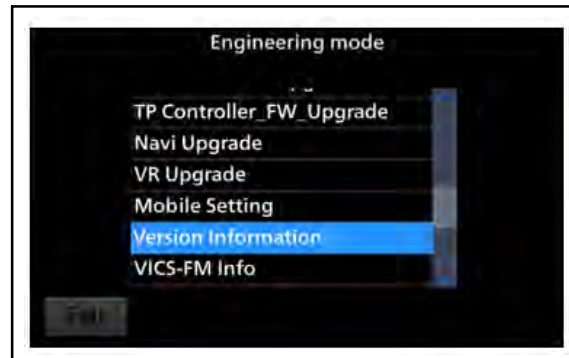 Engineering mode
TP Controller_FW_Upgrade
Navi Upgrade
VR Upgrade
Mobile Setting
Version Information
VICS-FM Info